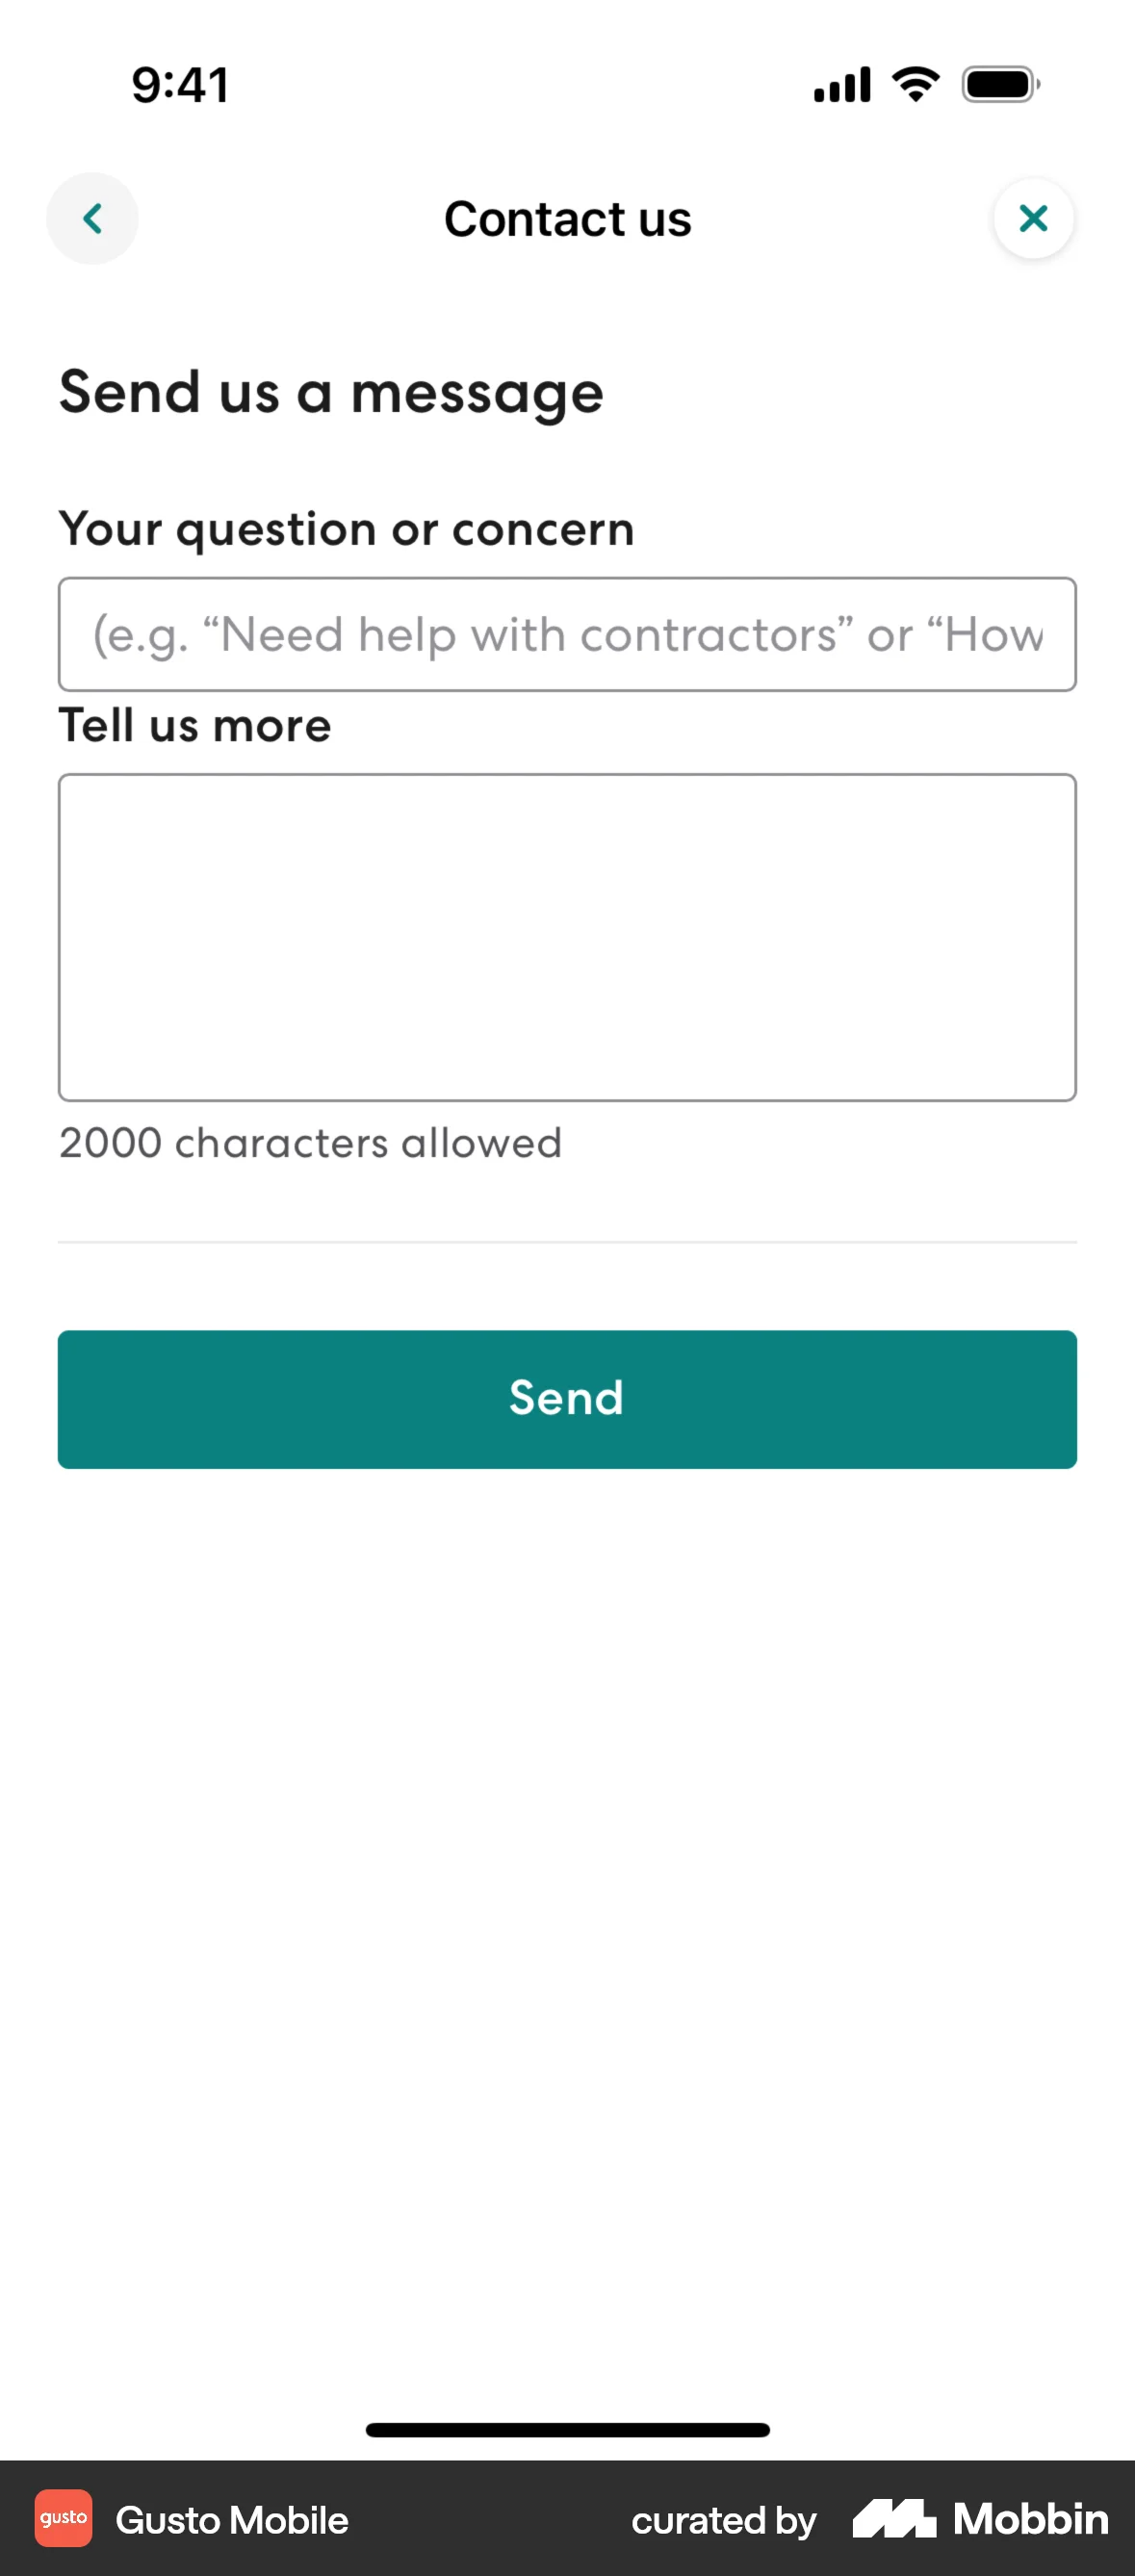 9:41
Contact us
Send us a message
Your question or concern
(e.g. “Need help with contractors” or “How
Tell us more
2000 characters allowed
Send
gusto Gusto Mobile curated by Mobbin